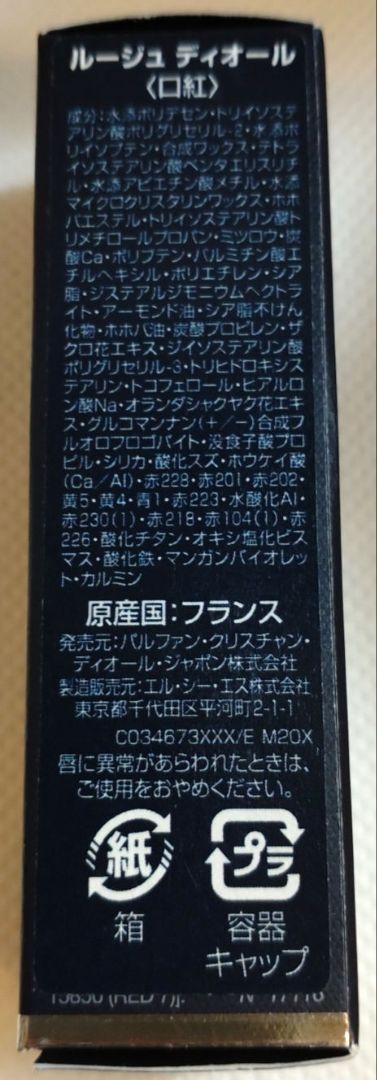 ルージュ ディオール
〈口紅〉
成分：水添ポリデセン・トリイソステ
アリン酸ポリグリセリル-2・水添ポ
リイソブテン・合成ワックス・テトラ
イソステアリン酸ペンタエリスリチ
ル・水添アビエチン酸メチル・水添
マイクロクリスタリンワックス・ホホ
バエステル・トリイソステアリン酸ト
リメチロールプロパン・ミツロウ・炭
酸Ca・ポリブテン・パルミチン酸エ
チルヘキシル・ポリエチレン・シア
脂・ジステアルジモニウムヘクトラ
イト・アーモンド油・シア脂不けん
化物・ホホバ油・炭酸プロピレン・ザ
クロ花エキス・ジイソステアリン酸
ポリグリセリル-3・トリヒドロキシス
テアリン・トコフェロール・ヒアルロ
ン酸Na・オランダシャクヤク花エキ
ス・グルコマンナン(+/-)合成フ
ルオロフロゴパイト・没食子酸プロ
ピル・シリカ・酸化スズ・ホウケイ酸
(Ca/Al)・赤228・赤201・赤202・
黄5・黄4・青1・赤223・水酸化Al・
赤230(1)・赤218・赤104(1)・赤
226・酸化チタン・オキシ塩化ビス
マス・酸化鉄・マンガンバイオレッ
ト・カルミン
原産国：フランス
発売元：パルファン・クリスチャン・
ディオール・ジャポン株式会社
製造販売元：エル・シー・エス株式会社
東京都千代田区平河町2-1-1
C034673XXX/E M20X
唇に異常があらわれたときは、
ご使用をおやめください。
紙 プラ
箱 容器
キャップ